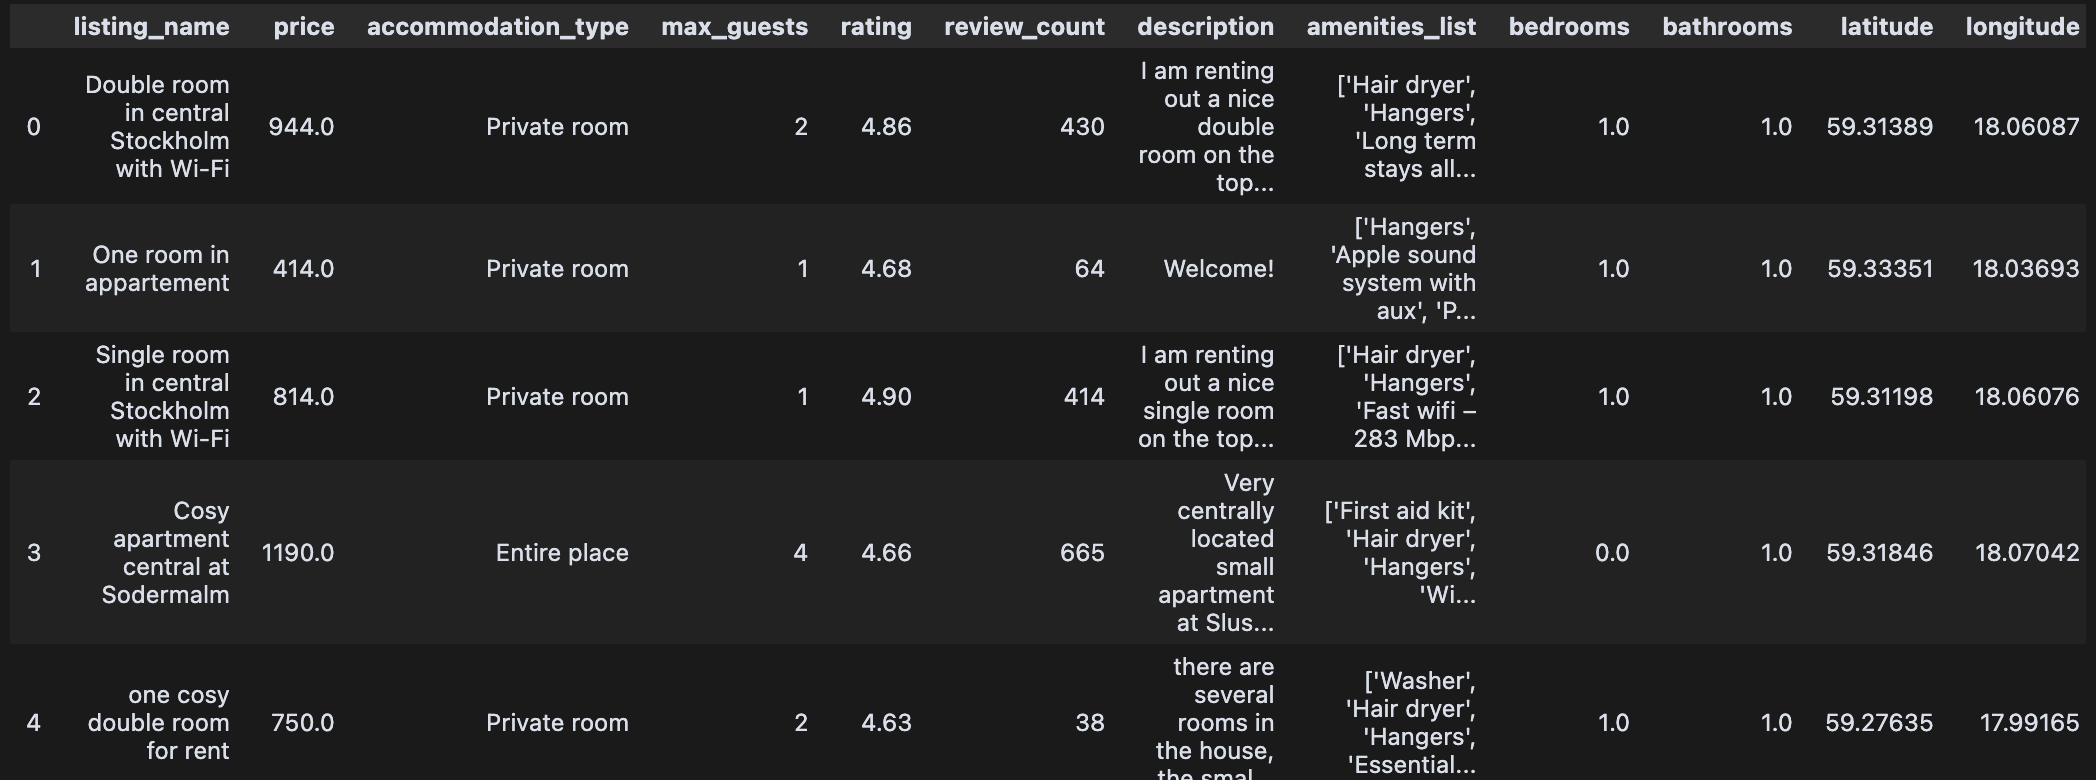 listing_name price accommodation_type max_guests rating review_count description amenities_list bedrooms bathrooms latitude longitude
0
Double room
in central
Stockholm
with Wi-Fi
944.0
Private room
2
4.86
430
I am renting
out a nice
double
room on the
top...
['Hair dryer',
'Hangers',
'Long term
stays all...
1.0
1.0
59.31389
18.06087
1
One room in
appartement
414.0
Private room
1
4.68
64
Welcome!
['Hangers',
'Apple sound
system with
aux', 'P...
1.0
1.0
59.33351
18.03693
2
Single room
in central
Stockholm
with Wi-Fi
814.0
Private room
1
4.90
414
I am renting
out a nice
single room
on the top...
['Hair dryer',
'Hangers',
'Fast wifi –
283 Mbp...
1.0
1.0
59.31198
18.06076
3
Cosy
apartment
central at
Sodermalm
1190.0
Entire place
4
4.66
665
Very
centrally
located
small
apartment
at Slus...
['First aid kit',
'Hair dryer',
'Hangers',
'Wi...
0.0
1.0
59.31846
18.07042
4
one cosy
double room
for rent
750.0
Private room
2
4.63
38
there are
several
rooms in
the house,
the smal...
['Washer',
'Hair dryer',
'Hangers',
'Essential...
1.0
1.0
59.27635
17.99165